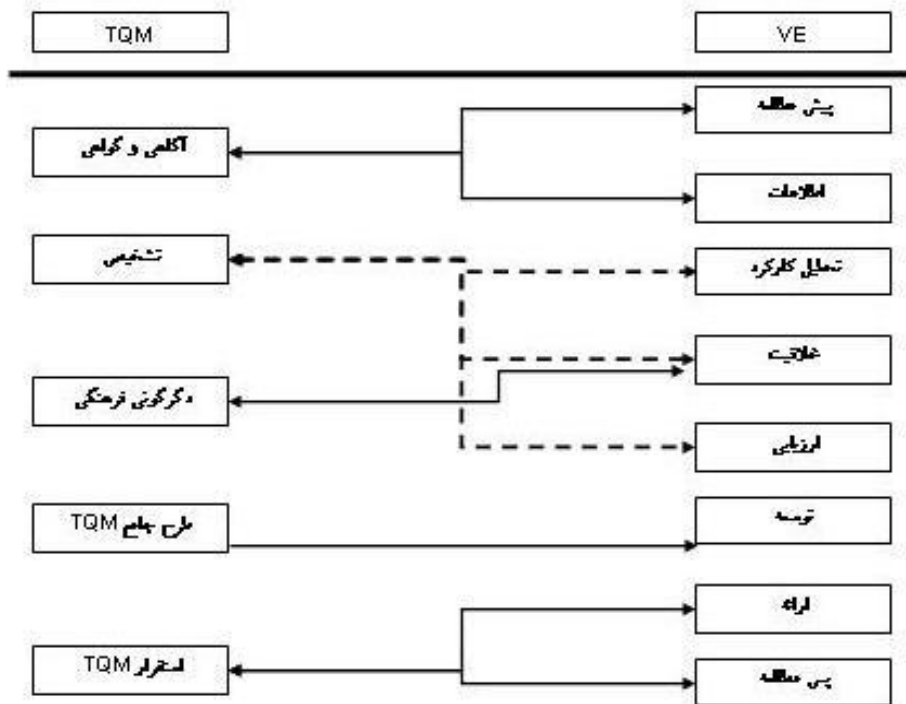 TQM
VE
پیش مطالعه
آگاهی و گواهی
اطلاعات
تشخیصی
تحلیل کارکرد
خلاقیت
دگرگونی فرهنگی
ارزیابی
طرح جامع TQM
توسعه
ارائه
استقرار TQM
پس مطالعه